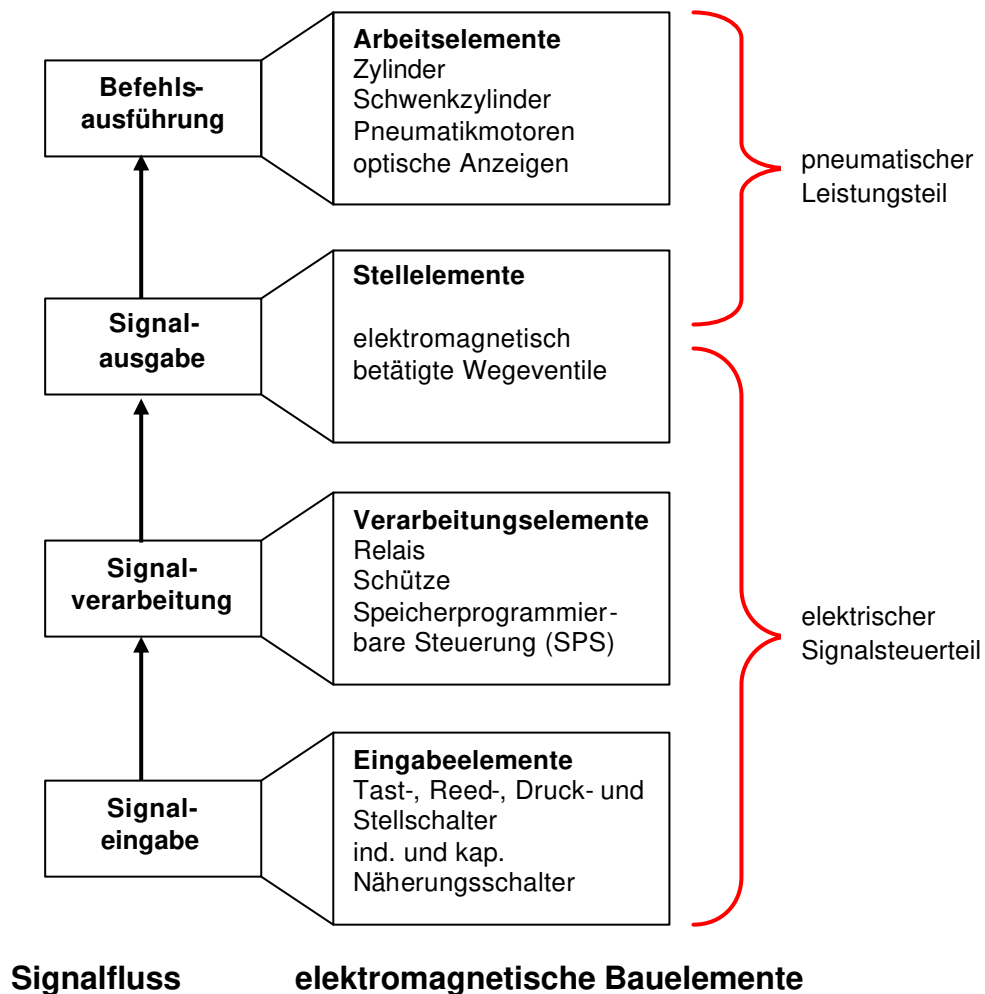 Befehls-
ausführung
Arbeitselemente
Zylinder
Schwenkzylinder
Pneumatikmotoren
optische Anzeigen
pneumatischer
Leistungsteil
Signal-
ausgabe
Stellelemente
elektromagnetisch
betätigte Wegeventile
Signal-
verarbeitung
Verarbeitungselemente
Relais
Schütze
Speicherprogrammier-
bare Steuerung (SPS)
elektrischer
Signalsteuerteil
Signal-
eingabe
Eingabeelemente
Tast-, Reed-, Druck- und
Stellschalter
ind. und kap.
Näherungsschalter
Signalfluss
elektromagnetische Bauelemente